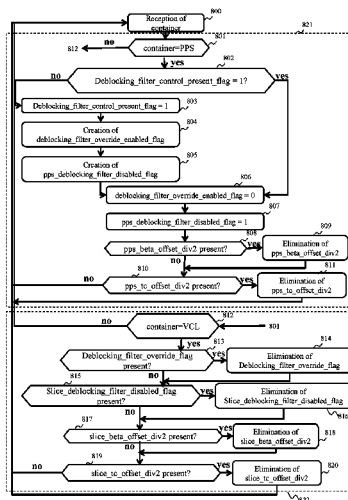 Reception of
container
800
801
821
no
812
container=PPS
yes
802
no
Deblocking_filter_control_present_flag = 1?
yes
Deblocking_filter_control_present_flag = 1
803
Creation of
deblocking_filter_override_enabled_flag
804
Creation of
pps_deblocking_filter_disabled_flag
805
806
deblocking_filter_override_enabled_flag = 0
807
pps_deblocking_filter_disabled_flag = 1
808
809
pps_beta_offset_div2 present?
yes
Elimination of
pps_beta_offset_div2
no
810
811
no
pps_tc_offset_div2 present?
yes
Elimination of
pps_tc_offset_div2
812
no
container=VCL
801
yes
813
814
Deblocking_filter_override_flag
present?
yes
Elimination of
Deblocking_filter_override_flag
815
no
Slice_deblocking_filter_disabled_flag
present?
yes
Elimination of
Slice_deblocking_filter_disabled_flag
816
817
no
slice_beta_offset_div2 present?
yes
Elimination of
slice_beta_offset_div2
818
819
no
no
slice_tc_offset_div2 present?
yes
Elimination of
slice_tc_offset_div2
820